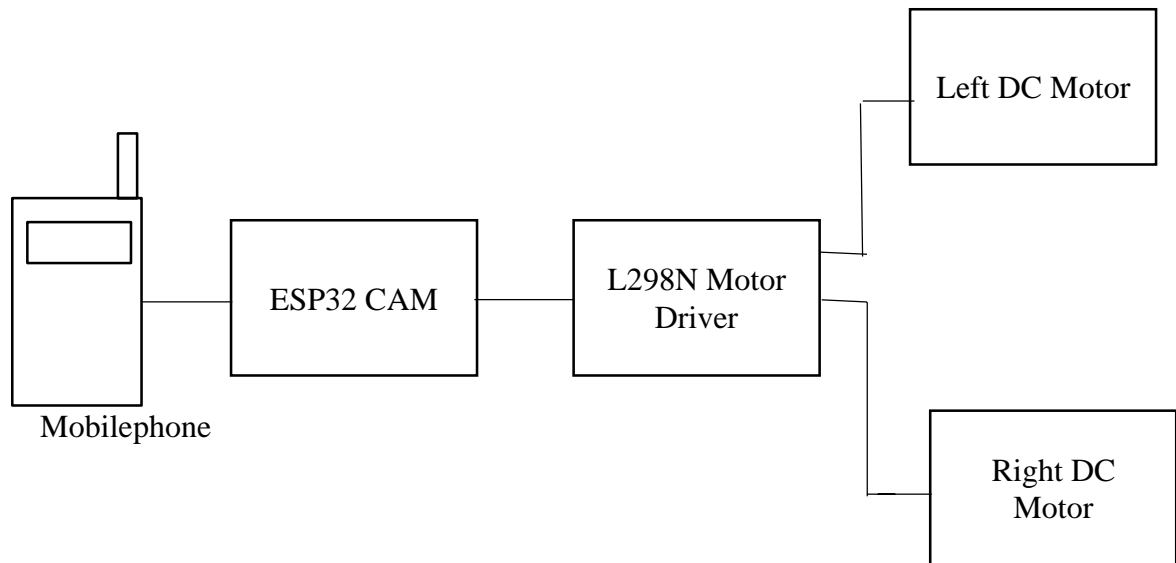 Left DC Motor
ESP32 CAM
L298N Motor
Driver
Mobilephone
Right DC
Motor